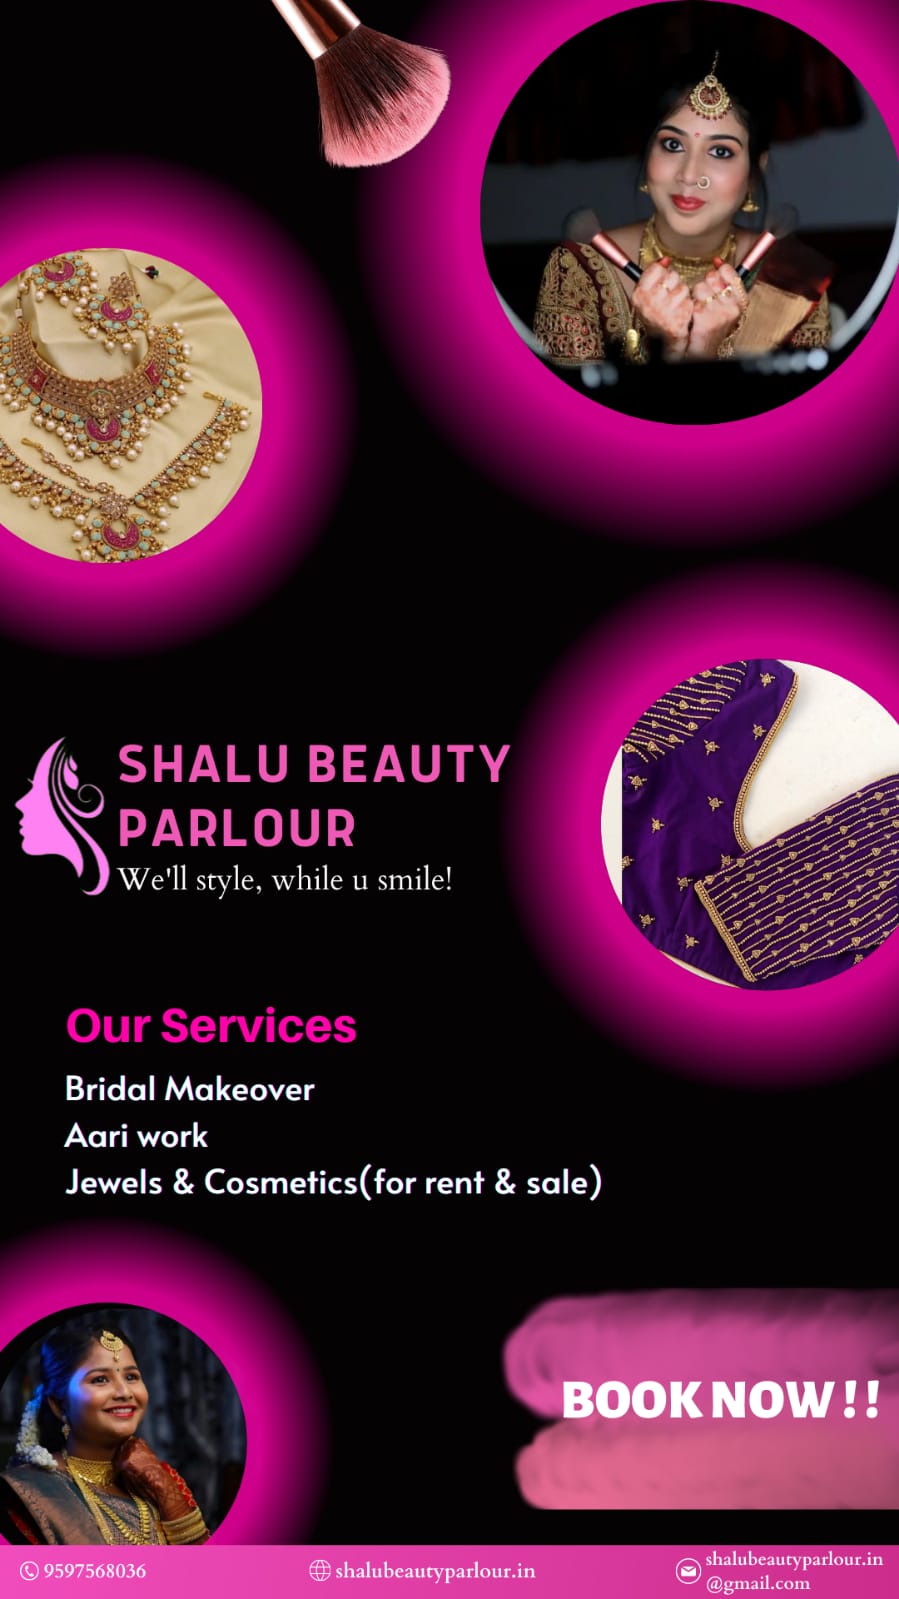 SHALU BEAUTY
PARLOUR
We'll style, while u smile!
Our Services
Bridal Makeover
Aari work
Jewels & Cosmetics(for rent & sale)
BOOK NOW !!
9597568036
shalubeautyparlour.in
shalubeautyparlour.in
@gmail.com